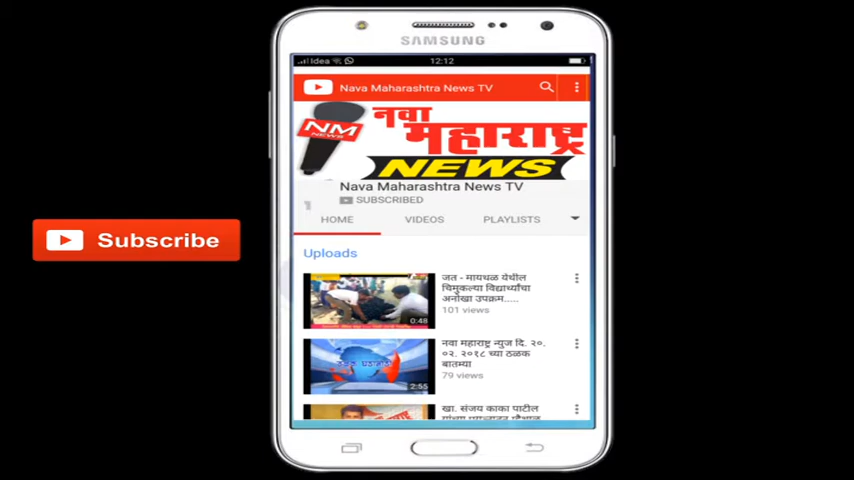 SAMSUNG
Idea
12:12
Nava Maharashtra News TV
NM
NEWS
नवा
महाराष्ट्र
NEWS
Nava Maharashtra News TV
SUBSCRIBED
HOME VIDEOS PLAYLISTS
Subscribe
Uploads
जत - मायथळ येथील
चिमुकल्या विद्यार्थ्यांचा
अनोखा उपक्रम.....
101 views
0:48
नवा महाराष्ट्र न्युज दि. २०.
०२. २०१८ च्या ठळक
बातम्या
79 views
2:55
खा. संजय काका पाटील